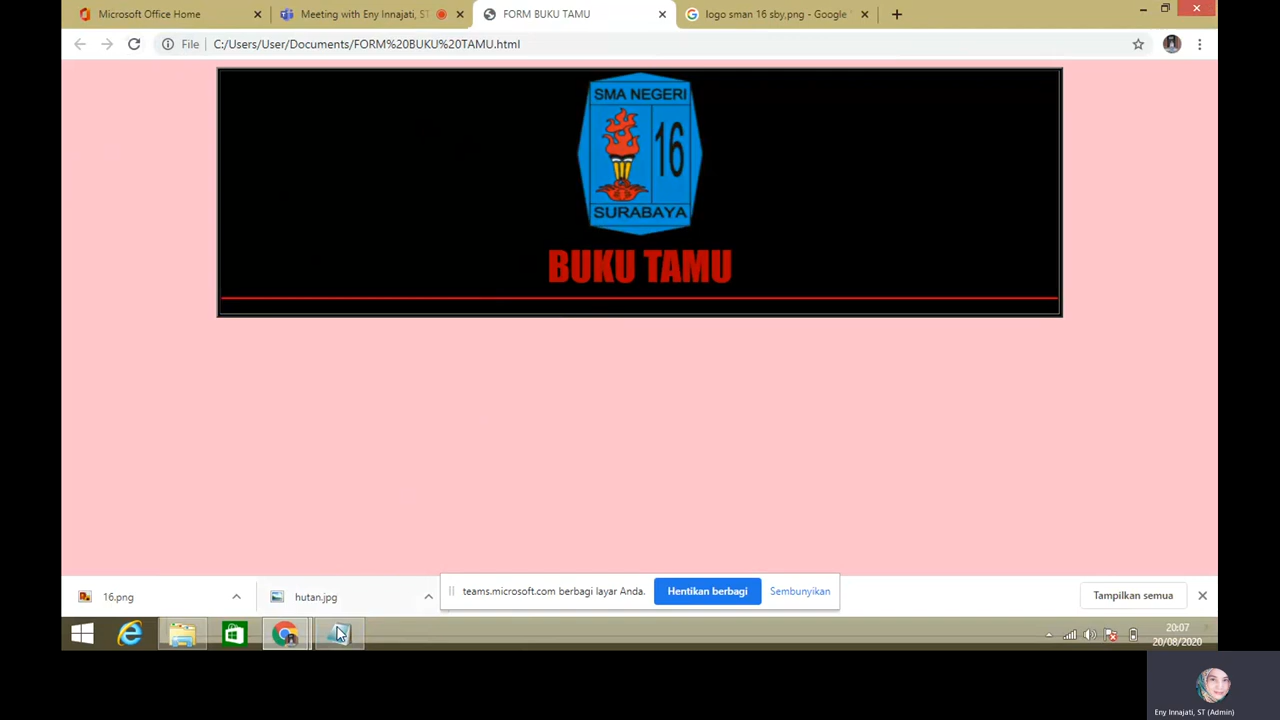 Microsoft Office Home
Meeting with Eny Innajati, ST
FORM BUKU TAMU
logo sman 16 sby.png - Google
File
C:/Users/User/Documents/FORM%20BUKU%20TAMU.html
SMA NEGERI
16
SURABAYA
BUKU TAMU
16.png
hutan.jpg
teams.microsoft.com berbagi layar Anda.
Hentikan berbagi
Sembunyikan
Tampilkan semua
20:07
20/08/2020
Eny Innajati, ST (Admin)